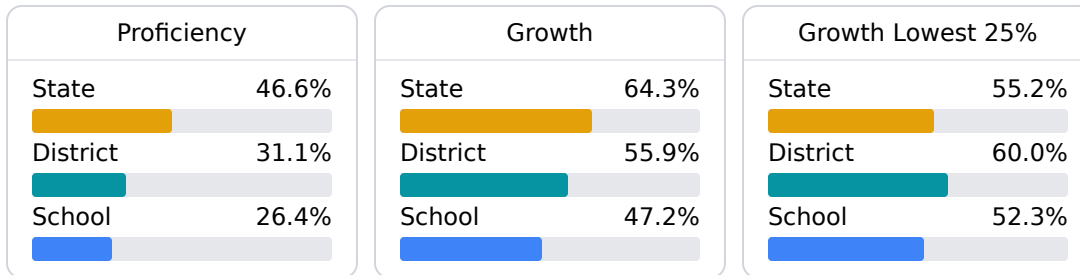 Proficiency
State 46.6%
District 31.1%
School 26.4%
Growth
State 64.3%
District 55.9%
School 47.2%
Growth Lowest 25%
State 55.2%
District 60.0%
School 52.3%